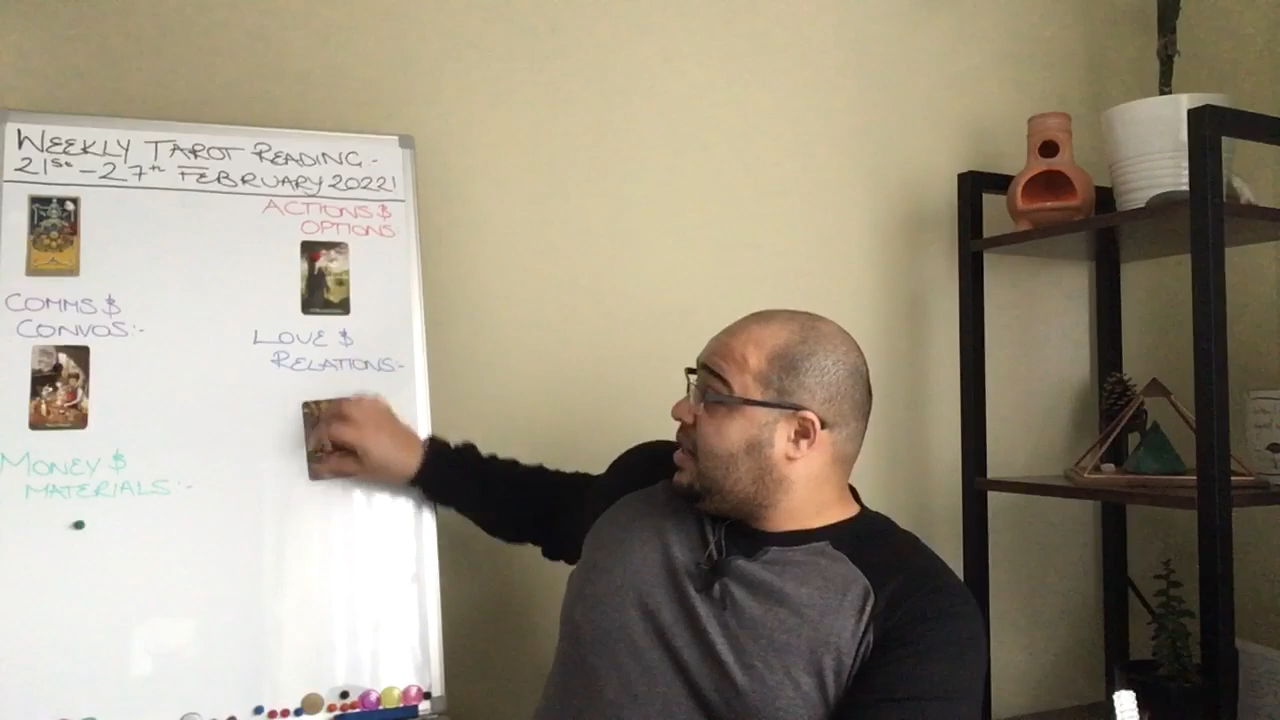 WEEKLY TAROT READING:-
21st - 27th FEBRUARY 2022!
ACTIONS &
OPTIONS:-
COMMS &
CONVOS:-
LOVE &
RELATIONS:-
MONEY &
MATERIALS:-